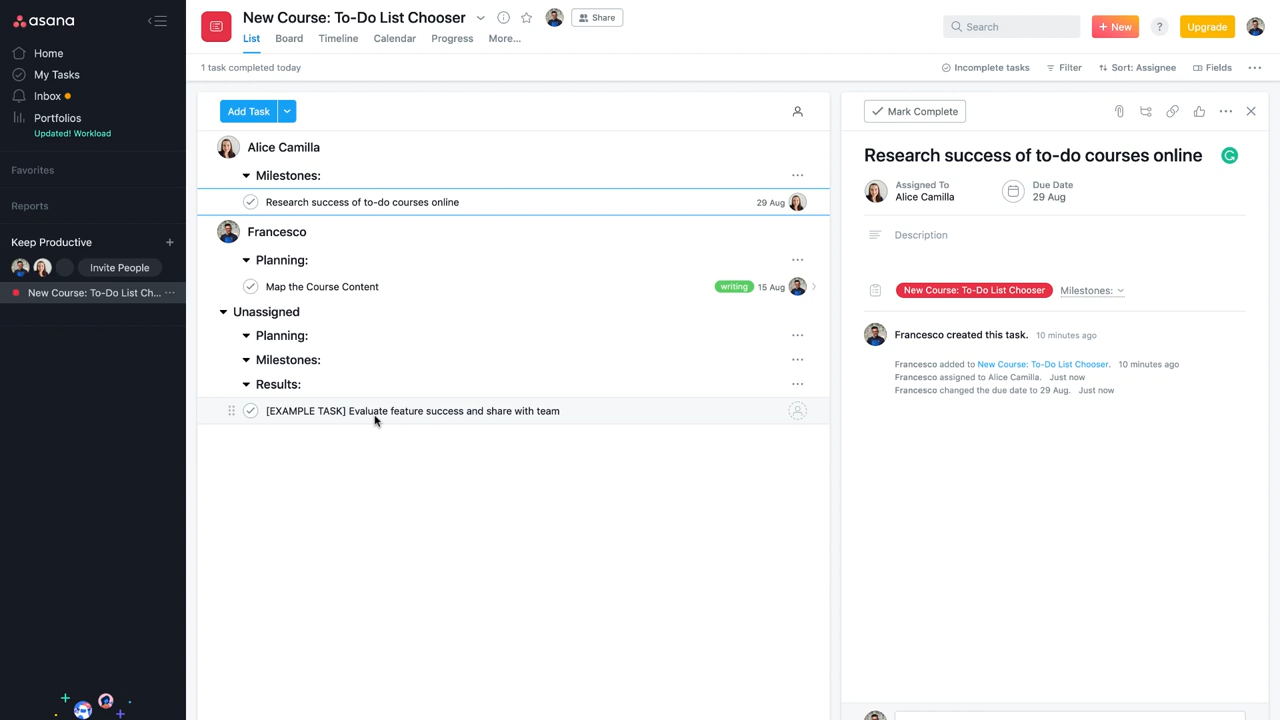 asana
Home
My Tasks
Inbox
Portfolios
Updated! Workload
Favorites
Reports
Keep Productive
+
Invite People
New Course: To-Do List Ch... ...
New Course: To-Do List Chooser
Share
List Board Timeline Calendar Progress More...
Search
+ New
?
Upgrade
1 task completed today
Incomplete tasks Filter Sort: Assignee Fields ...
Add Task
Alice Camilla
Milestones:
Research success of to-do courses online 29 Aug
Francesco
Planning:
Map the Course Content writing 15 Aug
Unassigned
Planning:
Milestones:
Results:
[EXAMPLE TASK] Evaluate feature success and share with team
Mark Complete
Research success of to-do courses online
Assigned To
Alice Camilla
Due Date
29 Aug
Description
New Course: To-Do List Chooser Milestones:
Francesco created this task. 10 minutes ago
Francesco added to New Course: To-Do List Chooser. 10 minutes ago
Francesco assigned to Alice Camilla. Just now
Francesco changed the due date to 29 Aug. Just now